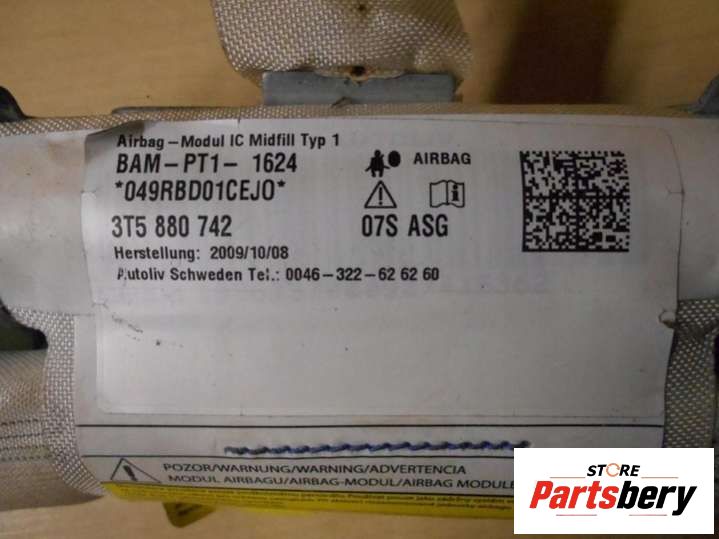 Airbag-Modul IC Midfill Typ 1
BAM-PT1- 1624
AIRBAG
*049RBD01CEJ0*
3T5 880 742
07S ASG
Herstellung: 2009/10/08
Autoliv Schweden Tel.: 0046-322-62 62 60
POZOR/WARNUNG/WARNING/ADVERTENCIA
MODUL AIRBAGU/AIRBAG-MODUL/AIRBAG MODULE
STORE
Partsbery